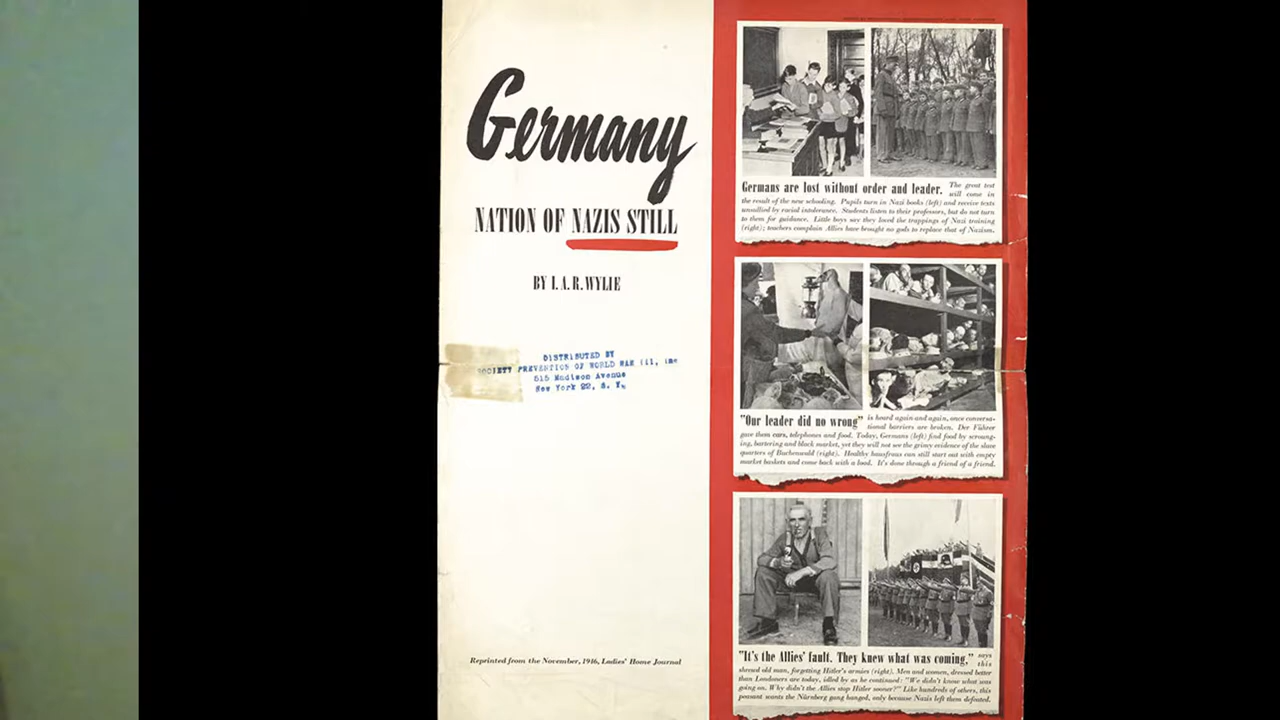 Germany
NATION OF NAZIS STILL
BY I. A. R. WYLIE
DISTRIBUTED BY
SOCIETY PREVENTION OF WORLD WAR III, INC
515 Madison Avenue
New York 22, N. Y.
Reprinted from the November, 1946, Ladies' Home Journal
Germans are lost without order and leader. The great test
will come in
the result of the new schooling. Pupils turn in Nazi books (left) and receive texts
unsullied by racial intolerance. Students listen to their professors, but do not turn
to them for guidance. Little boys say they loved the trappings of Nazi training
(right); teachers complain Allies have brought no gods to replace that of Nazism.
"Our leader did no wrong" is heard again and again, once conversa-
tional barriers are broken. Der Führer
gave them cars, telephones and food. Today, Germans (left) find food by scroung-
ing, bartering and black market, yet they will not see the grimy evidence of the slave
quarters of Buchenwald (right). Healthy hausfraus can still start out with empty
market baskets and come back with a load. It's done through a friend of a friend.
"It's the Allies' fault. They knew what was coming," says
this
shrewd old man, forgetting Hitler's armies (right). Men and women, dressed better
than Londoners are today, idled by as he continued: "We didn't know what was
going on. Why didn't the Allies stop Hitler sooner?" Like hundreds of others, this
peasant wants the Nürnberg gang hanged, only because Nazis left them defeated.